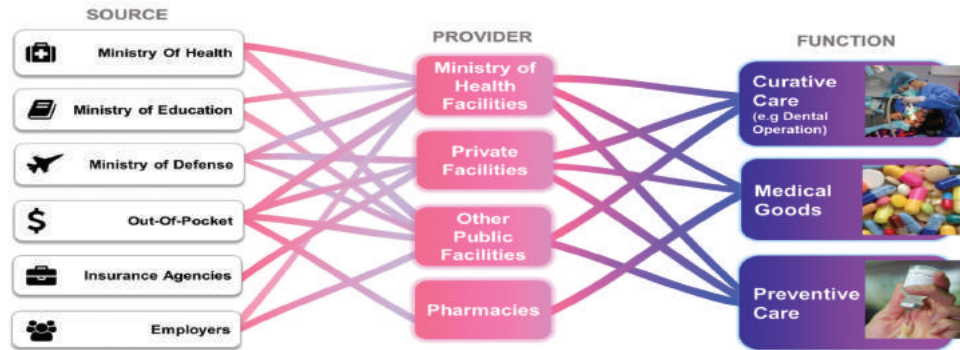 SOURCE
Ministry Of Health
Ministry of Education
Ministry of Defense
Out-Of-Pocket
Insurance Agencies
Employers
PROVIDER
Ministry of
Health
Facilities
Private
Facilities
Other
Public
Facilities
Pharmacies
FUNCTION
Curative
Care
(e.g Dental
Operation)
Medical
Goods
Preventive
Care